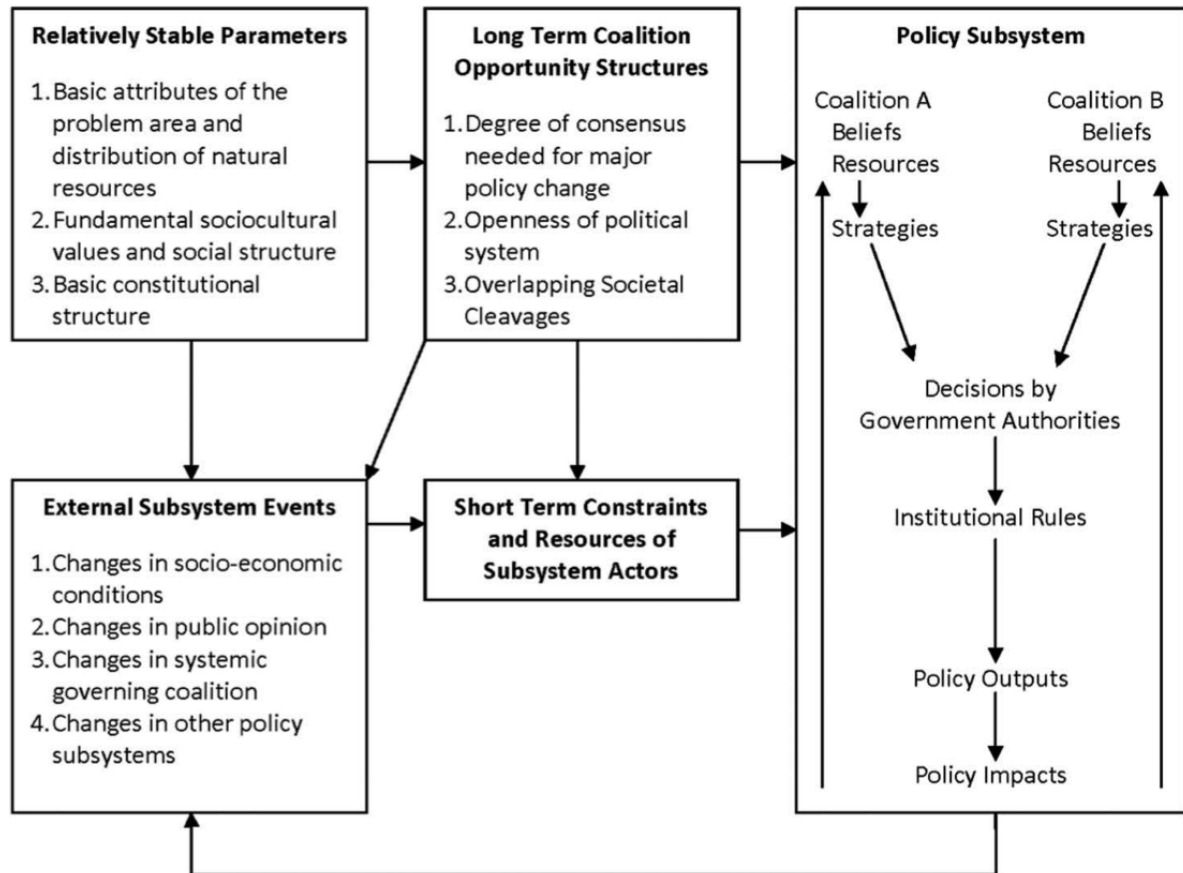 Relatively Stable Parameters
1. Basic attributes of the
problem area and
distribution of natural
resources
2. Fundamental sociocultural
values and social structure
3. Basic constitutional
structure
Long Term Coalition
Opportunity Structures
1. Degree of consensus
needed for major
policy change
2. Openness of political
system
3. Overlapping Societal
Cleavages
Policy Subsystem
Coalition A
Beliefs
Resources
Strategies
Coalition B
Beliefs
Resources
Strategies
Decisions by
Government Authorities
Institutional Rules
Policy Outputs
Policy Impacts
External Subsystem Events
1. Changes in socio-economic
conditions
2. Changes in public opinion
3. Changes in systemic
governing coalition
4. Changes in other policy
subsystems
Short Term Constraints
and Resources of
Subsystem Actors